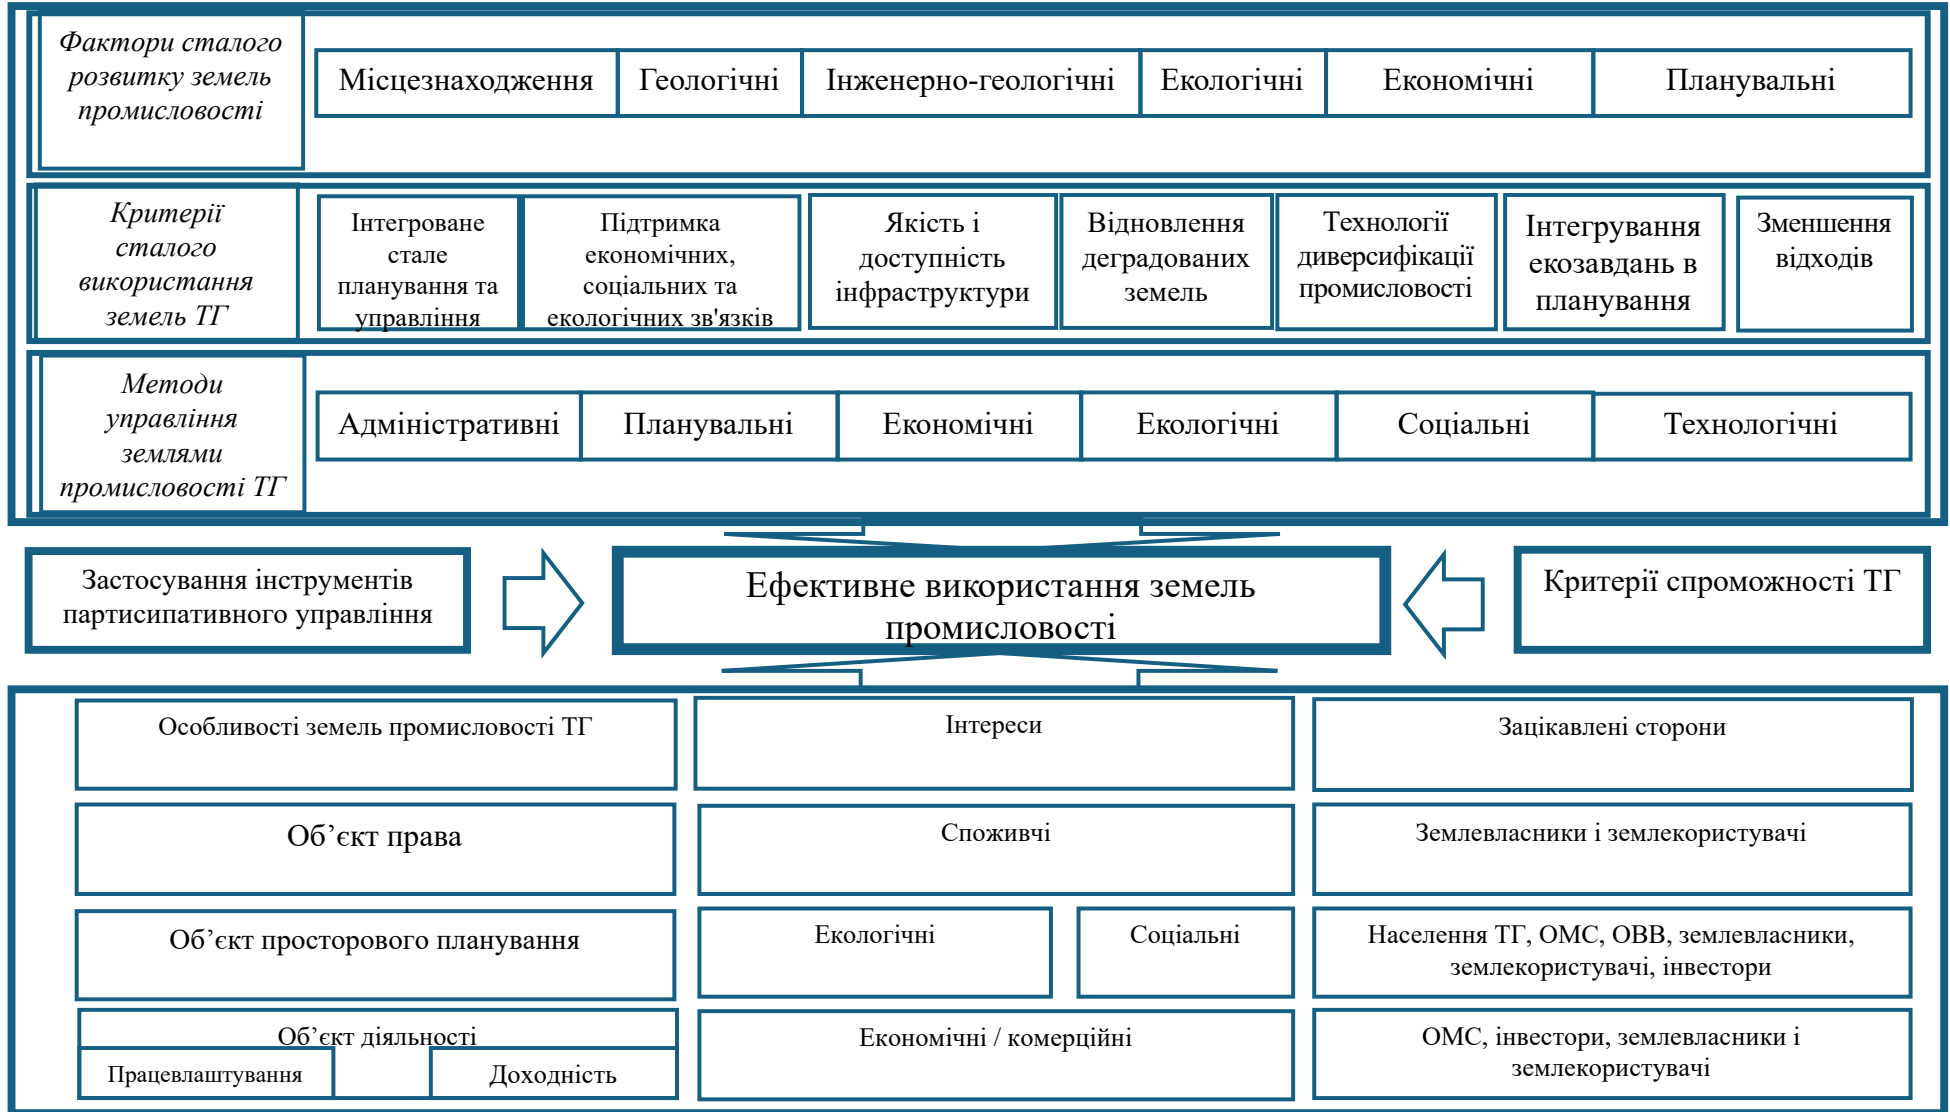 Фактори сталого
розвитку земель
промисловості
Місцезнаходження
Геологічні
Інженерно-геологічні
Екологічні
Економічні
Планувальні
Критерії
сталого
використання
земель ТГ
Інтегроване
стале
планування та
управління
Підтримка
економічних,
соціальних та
екологічних зв'язків
Якість і
доступність
інфраструктури
Відновлення
деградованих
земель
Технології
диверсифікації
промисловості
Інтегрування
екозавдань в
планування
Зменшення
відходів
Методи
управління
землями
промисловості ТГ
Адміністративні
Планувальні
Економічні
Екологічні
Соціальні
Технологічні
Застосування інструментів
партисипативного управління
Ефективне використання земель
промисловості
Критерії спроможності ТГ
Особливості земель промисловості ТГ
Інтереси
Зацікавлені сторони
Об’єкт права
Споживчі
Землевласники і землекористувачі
Об’єкт просторового планування
Екологічні
Соціальні
Населення ТГ, ОМС, ОВВ, землевласники,
землекористувачі, інвестори
Об’єкт діяльності
Працевлаштування
Доходність
Економічні / комерційні
ОМС, інвестори, землевласники і
землекористувачі